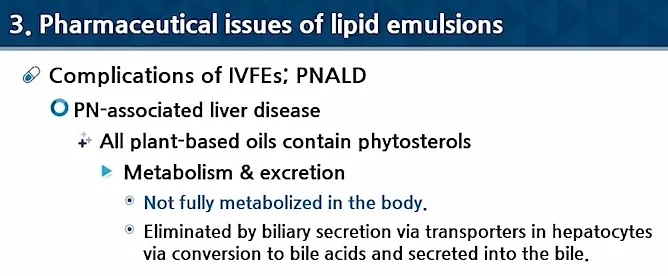 3. Pharmaceutical issues of lipid emulsions
Complications of IVFEs; PNALD
PN-associated liver disease
All plant-based oils contain phytosterols
Metabolism & excretion
Not fully metabolized in the body.
Eliminated by biliary secretion via transporters in hepatocytes
via conversion to bile acids and secreted into the bile.